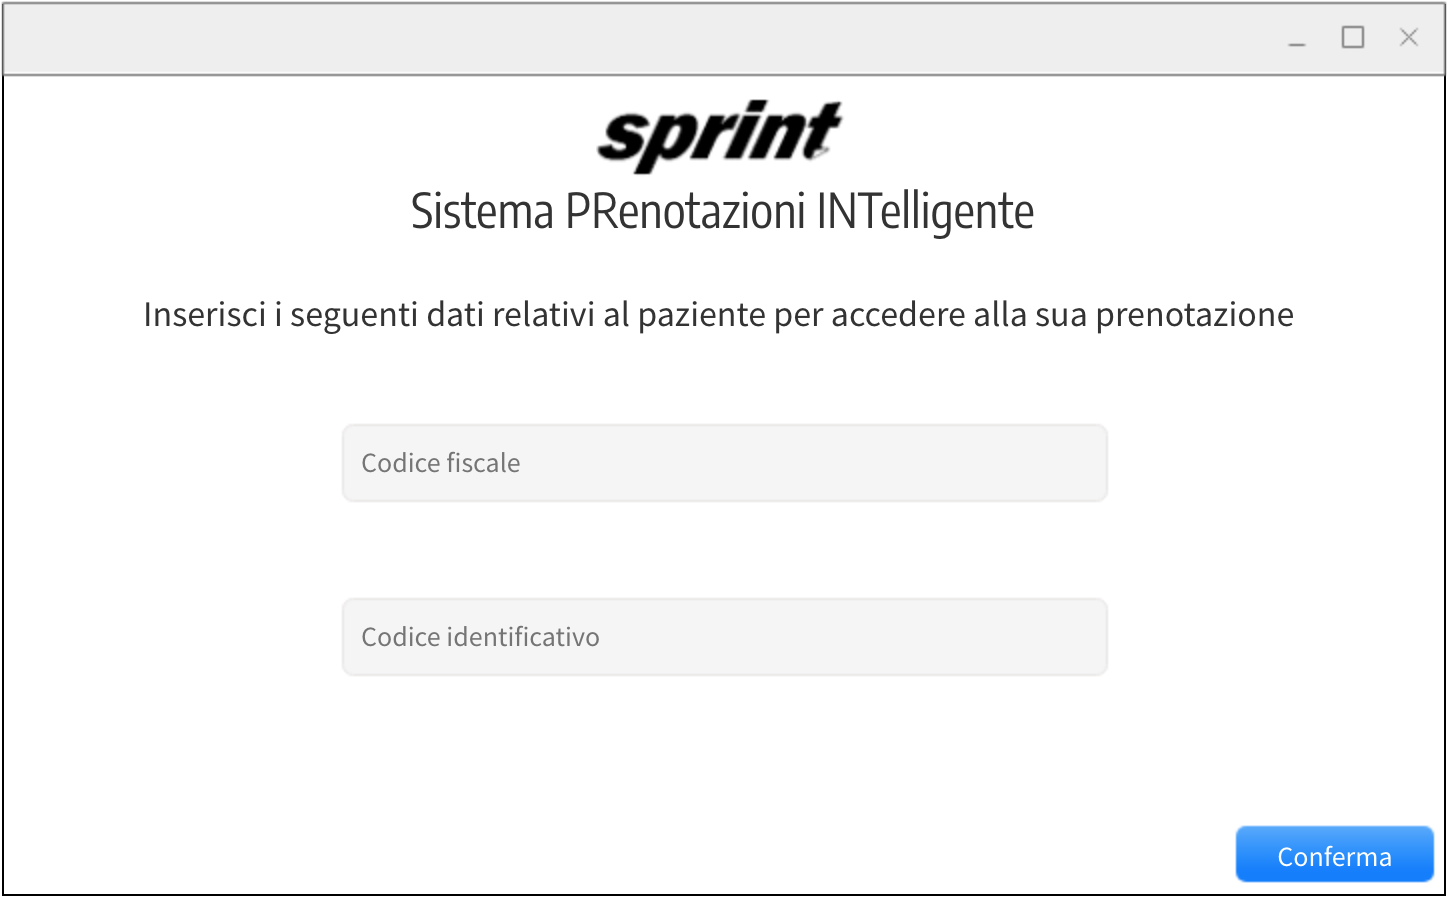 sprint
Sistema PRenotazioni INTelligente
Inserisci i seguenti dati relativi al paziente per accedere alla sua prenotazione
Codice fiscale
Codice identificativo
Conferma